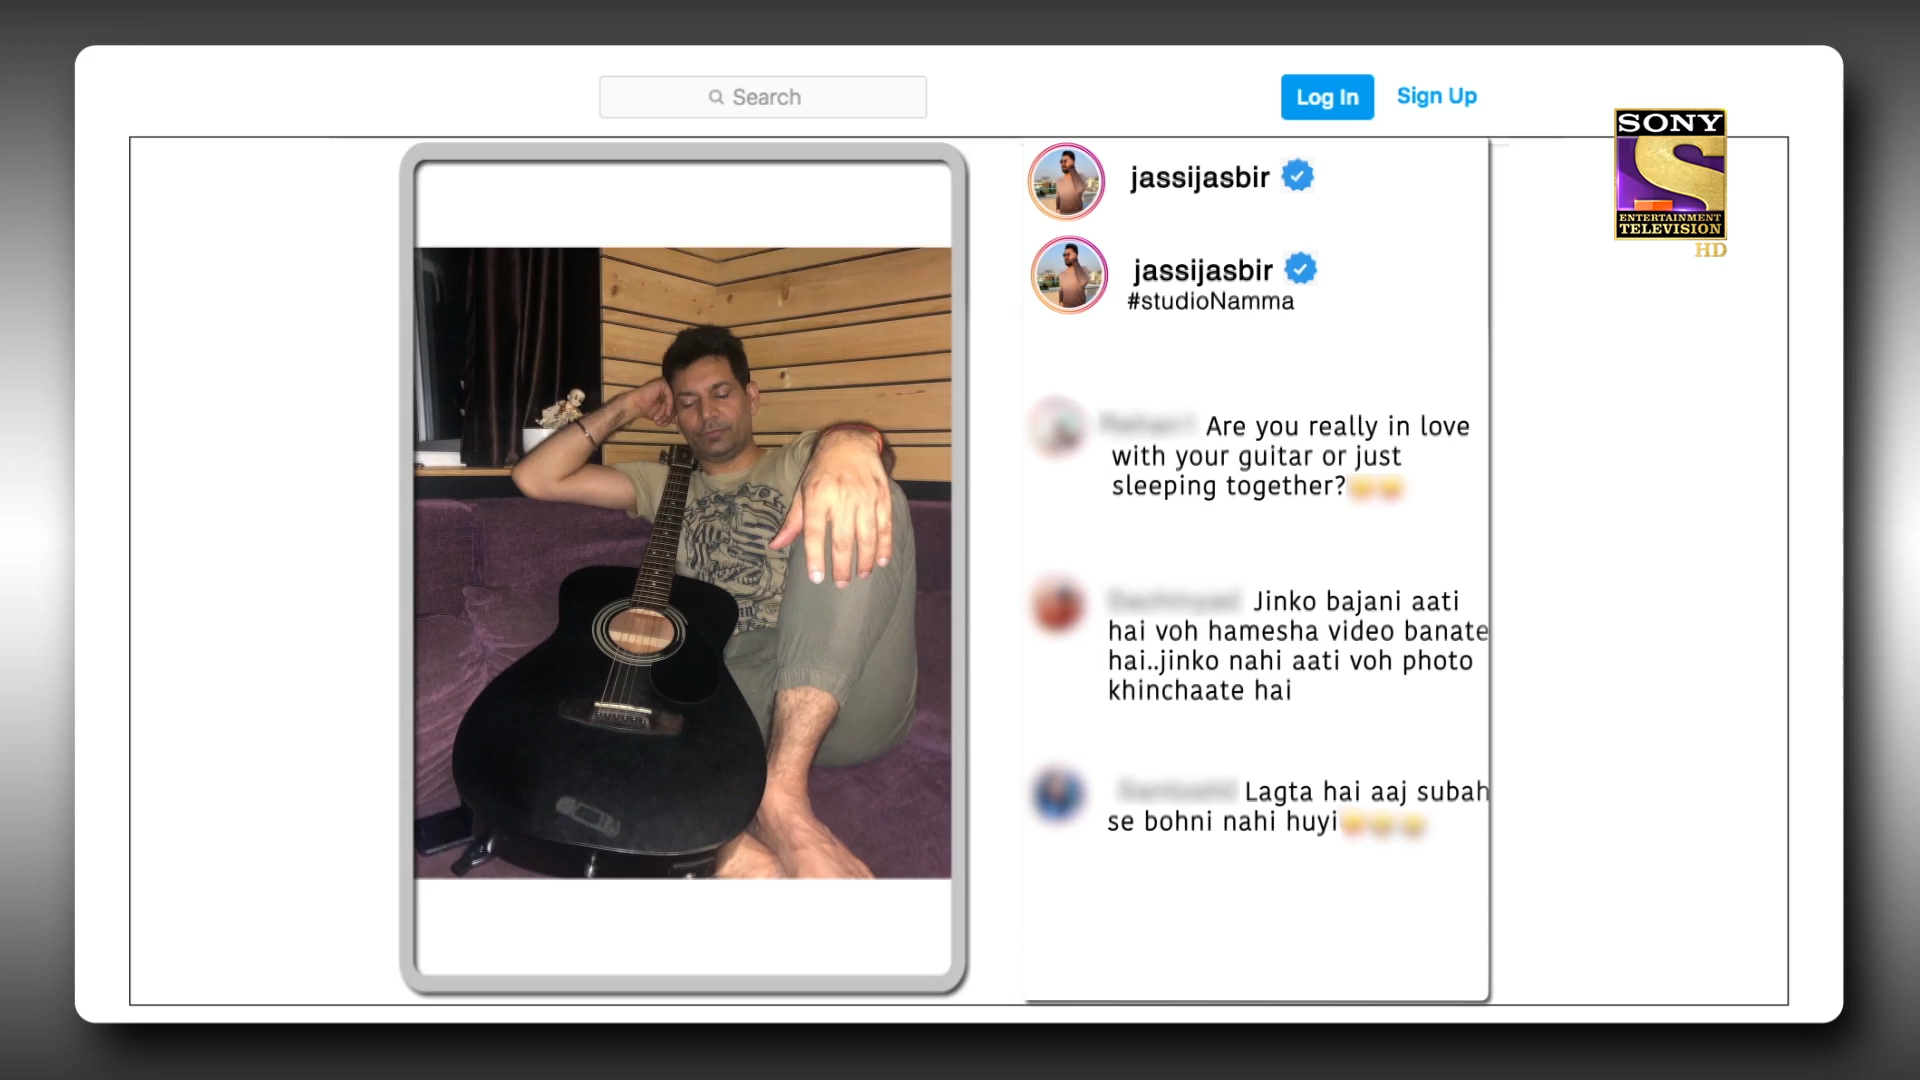 Search
Log In
Sign Up
SONY
ENTERTAINMENT
TELEVISION
HD
jassijasbir
jassijasbir
#studioNamma
Are you really in love
with your guitar or just
sleeping together?
Jinko bajani aati
hai voh hamesha video banate
hai..jinko nahi aati voh photo
khinchaate hai
Lagta hai aaj subah
se bohni nahi huyi